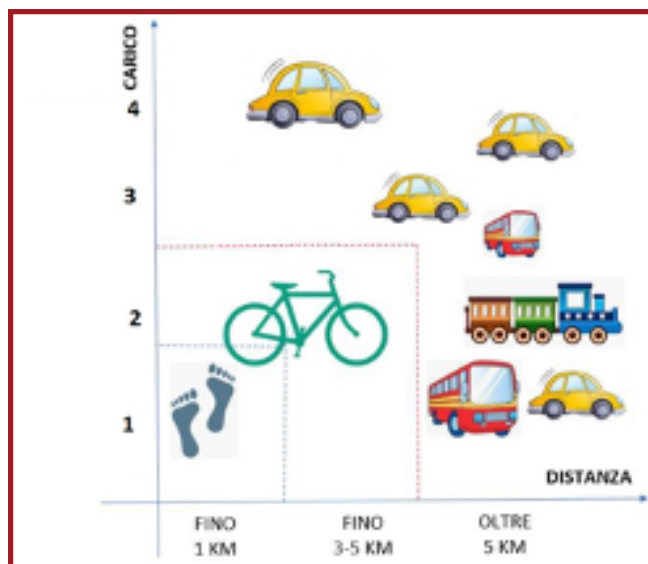 CARICO
4
3
2
1
DISTANZA
FINO
1 KM
FINO
3-5 KM
OLTRE
5 KM